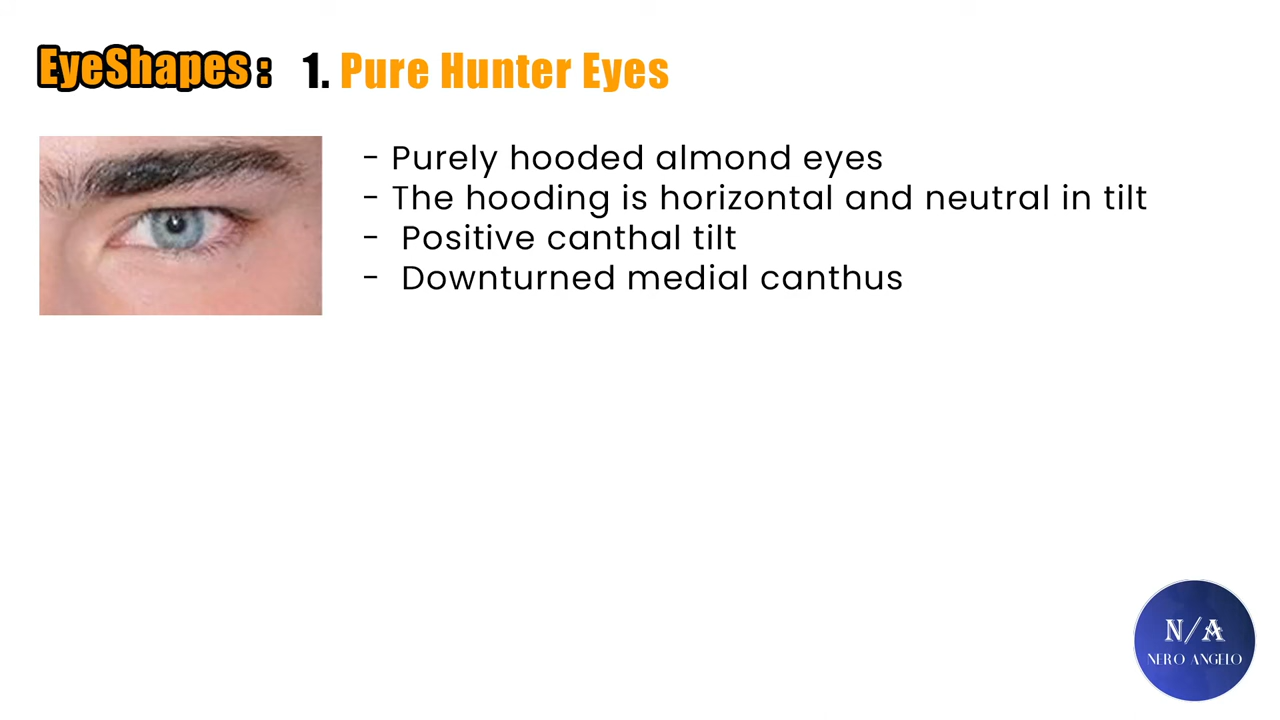 EyeShapes: 1. Pure Hunter Eyes
- Purely hooded almond eyes
- The hooding is horizontal and neutral in tilt
- Positive canthal tilt
- Downturned medial canthus
N/A
NERO ANGELO